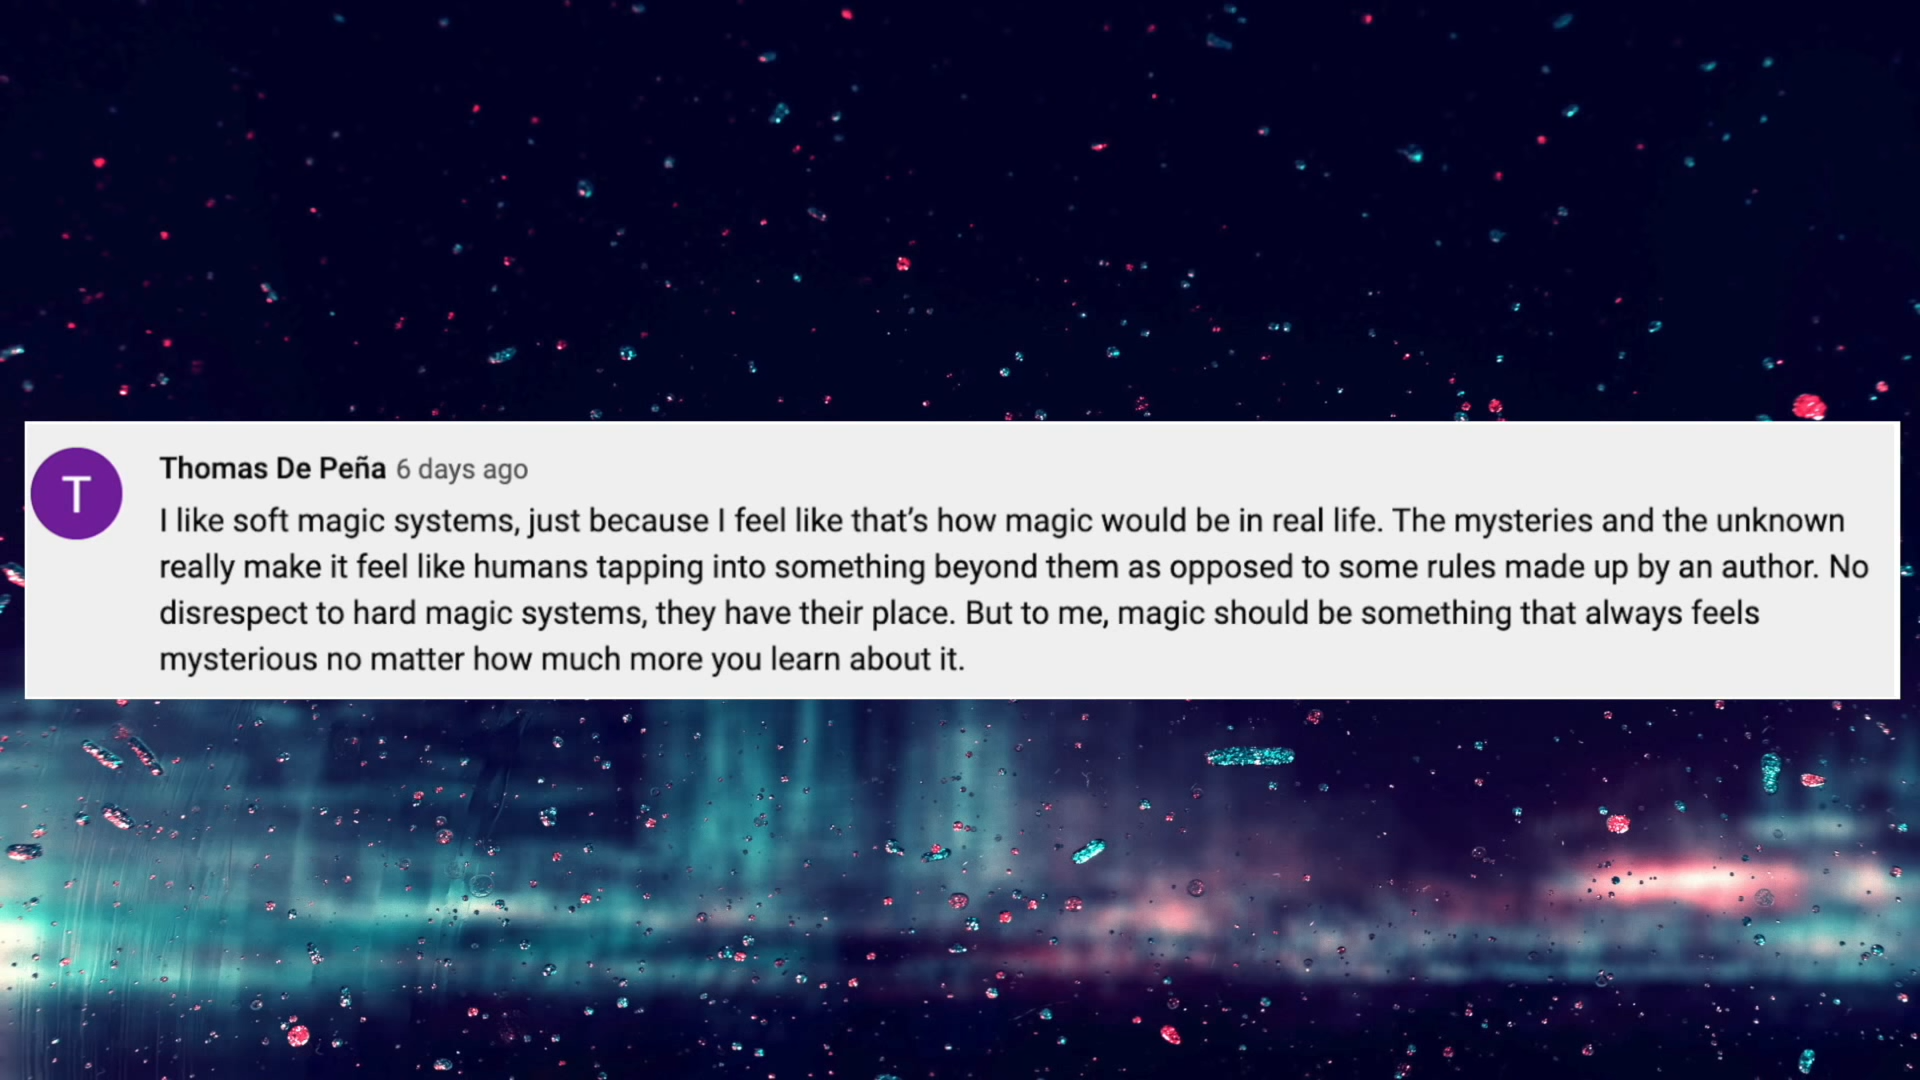 T
Thomas De Peña 6 days ago
I like soft magic systems, just because I feel like that’s how magic would be in real life. The mysteries and the unknown
really make it feel like humans tapping into something beyond them as opposed to some rules made up by an author. No
disrespect to hard magic systems, they have their place. But to me, magic should be something that always feels
mysterious no matter how much more you learn about it.